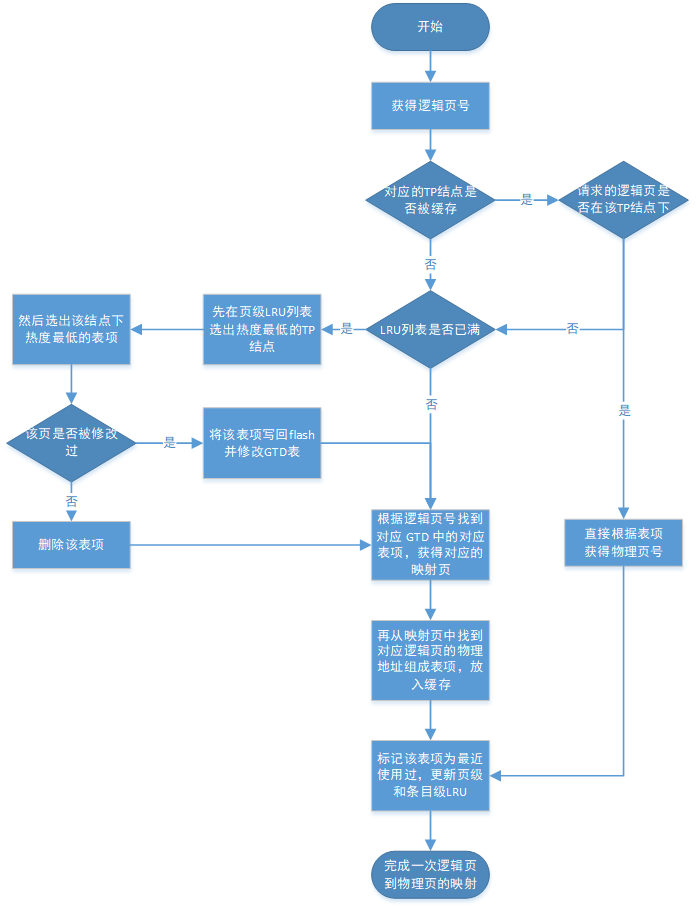 开始
获得逻辑页号
对应的TP结点是
否被缓存
是
请求的逻辑页是
否在该TP结点下
否
LRU列表是否已满
否
是
先在页级LRU列表
选出热度最低的TP
结点
然后选出该结点下
热度最低的表项
否
是
该页是否被修改
过
是
将该表项写回flash
并修改GTD表
否
删除该表项
根据逻辑页号找到
对应 GTD 中的对应
表项，获得对应的
映射页
直接根据表项
获得物理页号
再从映射页中找到
对应逻辑页的物理
地址组成表项，放
入缓存
标记该表项为最近
使用过，更新页级
和条目级LRU
完成一次逻辑页
到物理页的映射